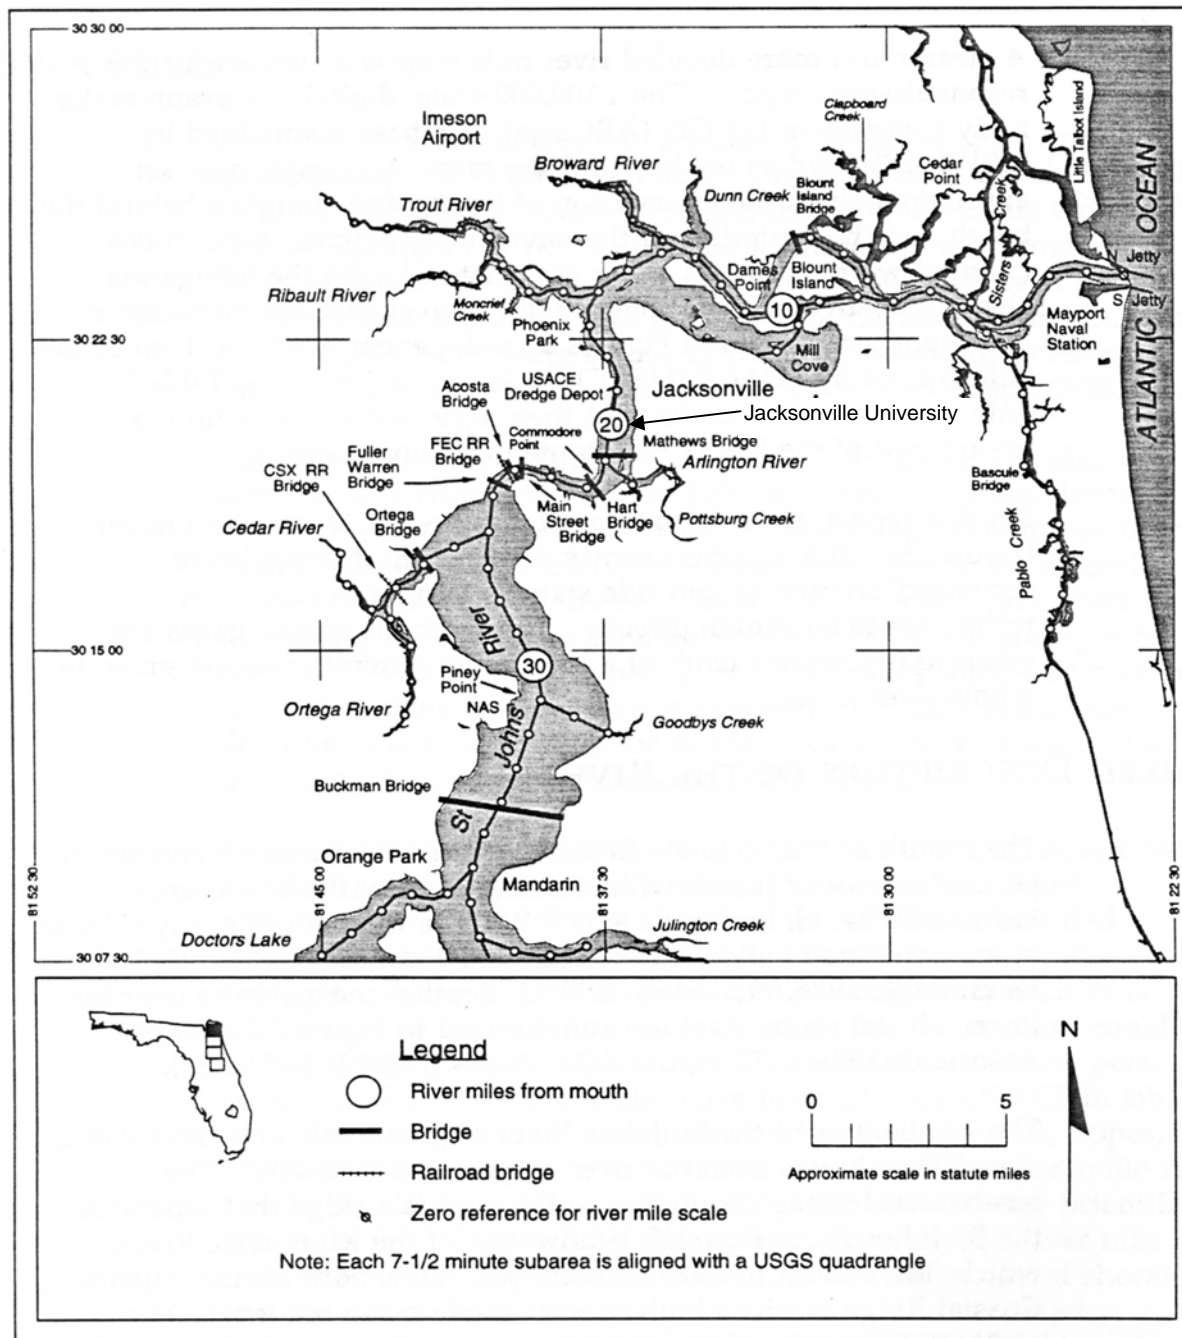 30 30 00
Imeson
Airport
Broward River
Trout River
Ribault River
Moncrief
Creek
Phoenix
Park
Dunn Creek
Clapboard
Creek
Blount
Island
Bridge
Cedar
Point
Sisters Creek
Little Talbot Island
ATLANTIC OCEAN
N Jetty
S Jetty
Dames
Point
Blount
Island
10
Mill
Cove
Mayport
Naval
Station
30 22 30
USACE
Dredge Depot
Jacksonville
Jacksonville University
20
Acosta
Bridge
Commodore
Point
Mathews Bridge
FEC RR
Bridge
Fuller
Warren
Bridge
CSX RR
Bridge
Arlington River
Main
Street
Bridge
Hart
Bridge
Pottsburg Creek
Bascule
Bridge
Ortega
Bridge
Cedar River
Pablo Creek
30 15 00
St Johns River
30
Piney
Point
NAS
Ortega River
Goodbys Creek
Buckman Bridge
Orange Park
Mandarin
Doctors Lake
Julington Creek
30 07 30
81 52 30
81 45 00
81 37 30
81 30 00
81 22 30
Legend
River miles from mouth
Bridge
Railroad bridge
Zero reference for river mile scale
Note: Each 7-1/2 minute subarea is aligned with a USGS quadrangle
N
0 5
Approximate scale in statute miles